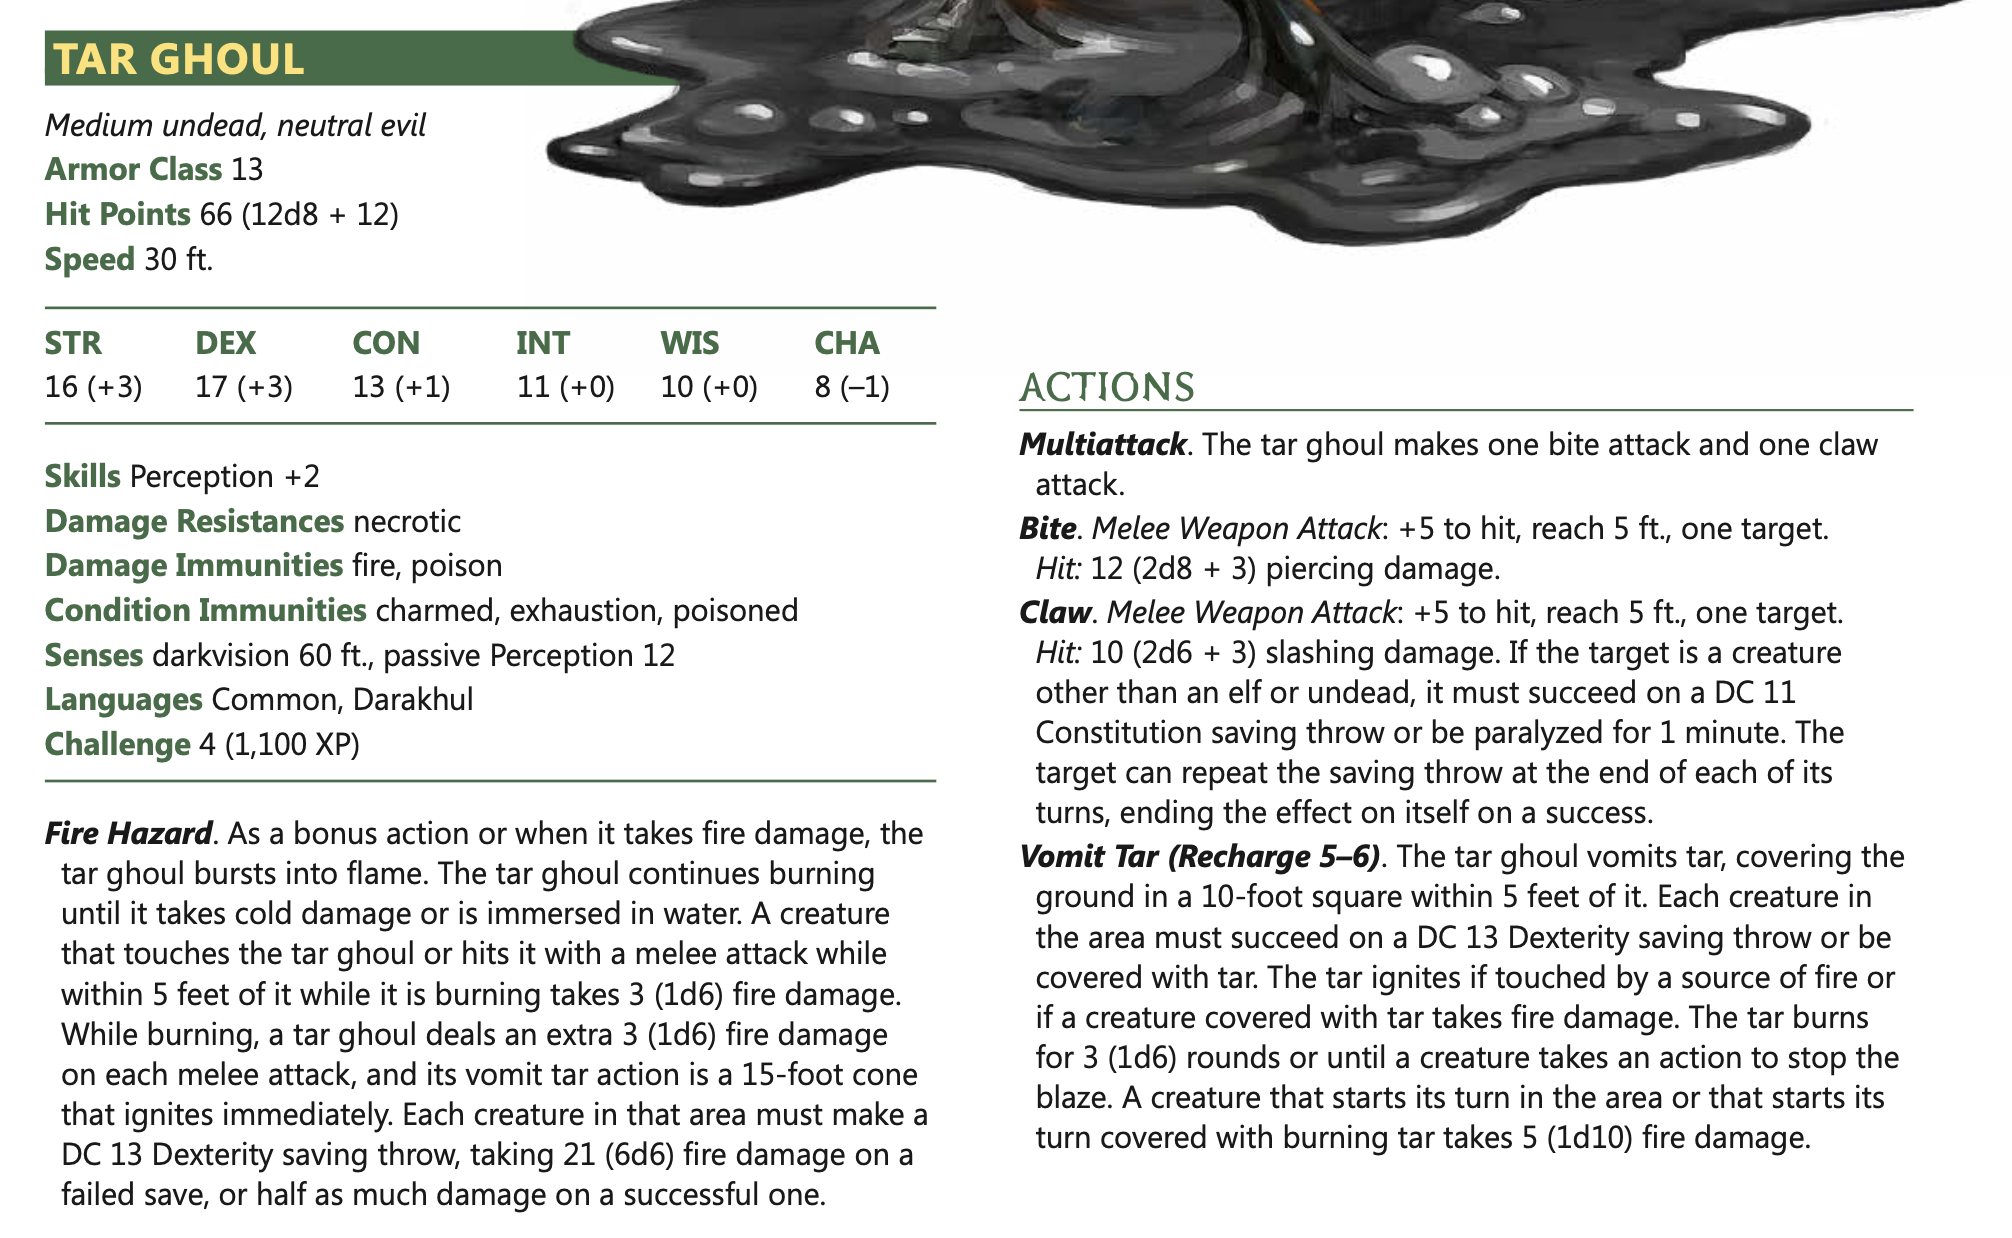 TAR GHOUL
Medium undead, neutral evil
Armor Class 13
Hit Points 66 (12d8 + 12)
Speed 30 ft.
STR DEX CON INT WIS CHA
16 (+3) 17 (+3) 13 (+1) 11 (+0) 10 (+0) 8 (–1)
Skills Perception +2
Damage Resistances necrotic
Damage Immunities fire, poison
Condition Immunities charmed, exhaustion, poisoned
Senses darkvision 60 ft., passive Perception 12
Languages Common, Darakhul
Challenge 4 (1,100 XP)
Fire Hazard. As a bonus action or when it takes fire damage, the
tar ghoul bursts into flame. The tar ghoul continues burning
until it takes cold damage or is immersed in water. A creature
that touches the tar ghoul or hits it with a melee attack while
within 5 feet of it while it is burning takes 3 (1d6) fire damage.
While burning, a tar ghoul deals an extra 3 (1d6) fire damage
on each melee attack, and its vomit tar action is a 15-foot cone
that ignites immediately. Each creature in that area must make a
DC 13 Dexterity saving throw, taking 21 (6d6) fire damage on a
failed save, or half as much damage on a successful one.
ACTIONS
Multiattack. The tar ghoul makes one bite attack and one claw
attack.
Bite. Melee Weapon Attack: +5 to hit, reach 5 ft., one target.
Hit: 12 (2d8 + 3) piercing damage.
Claw. Melee Weapon Attack: +5 to hit, reach 5 ft., one target.
Hit: 10 (2d6 + 3) slashing damage. If the target is a creature
other than an elf or undead, it must succeed on a DC 11
Constitution saving throw or be paralyzed for 1 minute. The
target can repeat the saving throw at the end of each of its
turns, ending the effect on itself on a success.
Vomit Tar (Recharge 5–6). The tar ghoul vomits tar, covering the
ground in a 10-foot square within 5 feet of it. Each creature in
the area must succeed on a DC 13 Dexterity saving throw or be
covered with tar. The tar ignites if touched by a source of fire or
if a creature covered with tar takes fire damage. The tar burns
for 3 (1d6) rounds or until a creature takes an action to stop the
blaze. A creature that starts its turn in the area or that starts its
turn covered with burning tar takes 5 (1d10) fire damage.